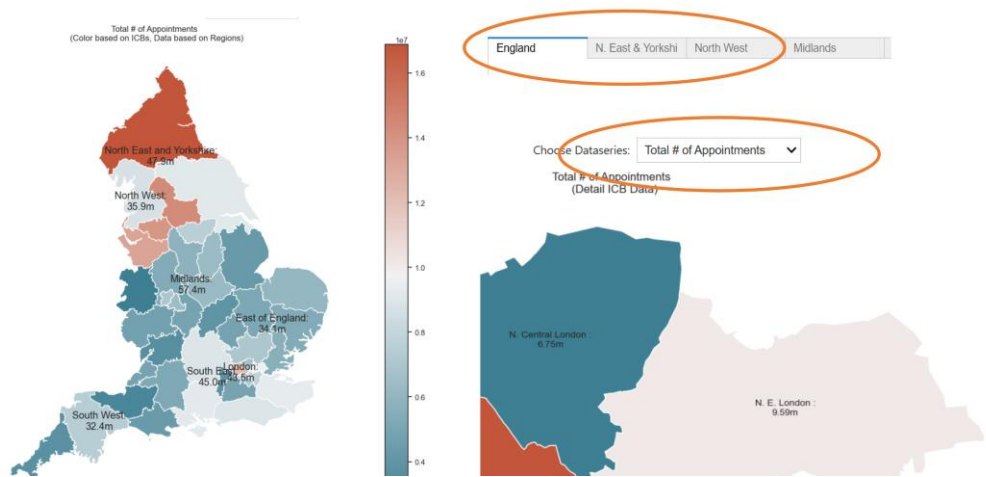 Total # of Appointments
(Color based on ICBs, Data based on Regions)
1e7
1.6
1.4
1.2
1.0
0.8
0.6
0.4
North East and Yorkshire:
47.9m
North West:
35.9m
Midlands:
57.4m
East of England:
34.1m
London:
43.5m
South East:
45.0m
South West:
32.4m
England
N. East & Yorkshi
North West
Midlands
Choose Dataseries:
Total # of Appointments
Total # of Appointments
(Detail ICB Data)
N. Central London :
6.75m
N. E. London :
9.59m